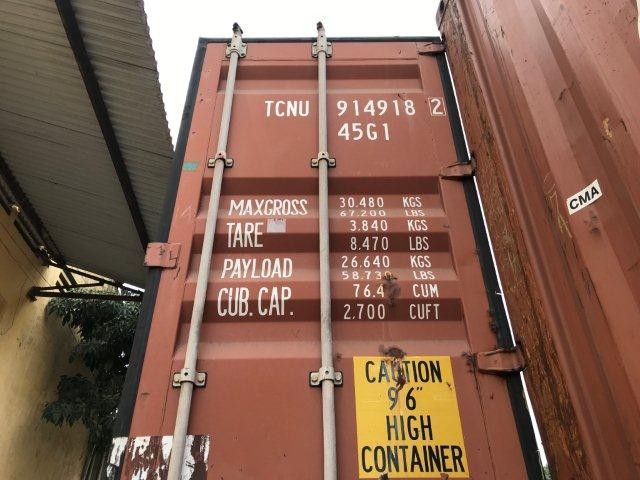 TCNU 914918 2
45G1
MAXGROSS 30.480 KGS
67.200 LBS
TARE 3.840 KGS
8.470 LBS
PAYLOAD 26.640 KGS
58.730 LBS
CUB. CAP. 76.4 CUM
2.700 CUFT
CAUTION
9'6"
HIGH
CONTAINER
CMA